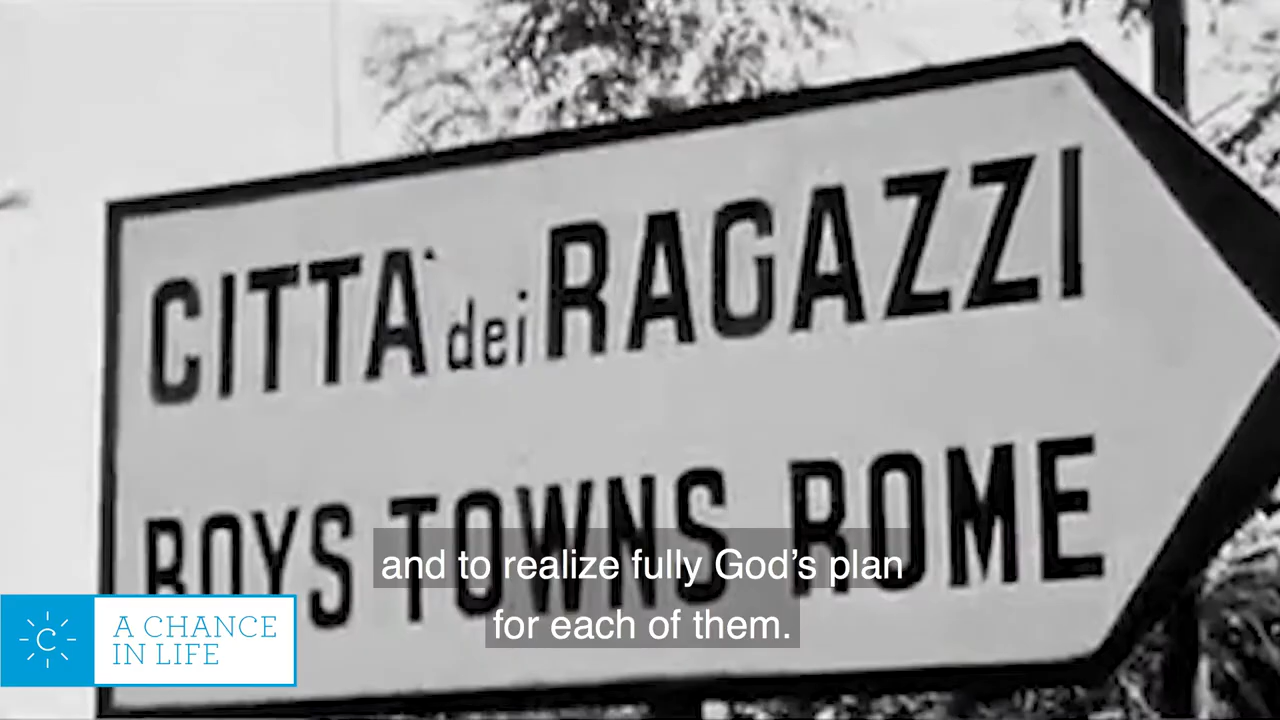 CITTA` dei RAGAZZI
BOYS TOWNS ROME
and to realize fully God’s plan
for each of them.
C
A CHANCE
IN LIFE